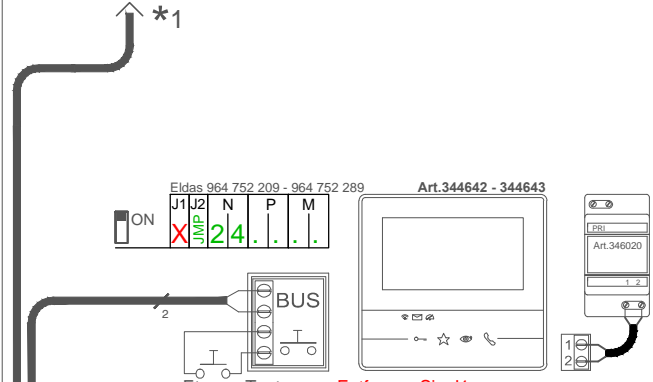 *1
Eldas 964 752 209 - 964 752 289
Art.344642 - 344643
ON
J1 J2 N P M
X JMP 2 4 . . . .
PRI
Art.346020
1 2
BUS
2
1
2